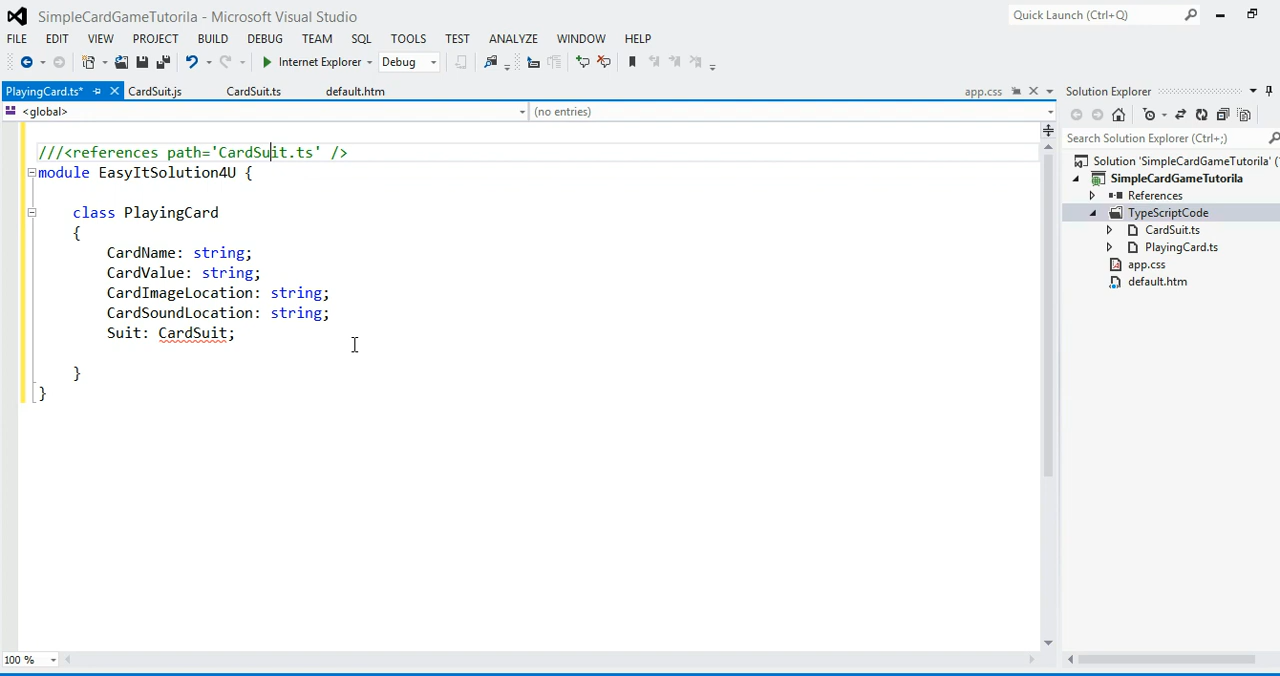 SimpleCardGameTutorila - Microsoft Visual Studio
Quick Launch (Ctrl+Q)
FILE EDIT VIEW PROJECT BUILD DEBUG TEAM SQL TOOLS TEST ANALYZE WINDOW HELP
Internet Explorer Debug
PlayingCard.ts* CardSuit.js CardSuit.ts default.htm app.css
<global> (no entries)
///<references path='CardSuit.ts' />
module EasyItSolution4U {
class PlayingCard
{
CardName: string;
CardValue: string;
CardImageLocation: string;
CardSoundLocation: string;
Suit: CardSuit;
}
}
100 %
Solution Explorer
Search Solution Explorer (Ctrl+;)
Solution 'SimpleCardGameTutorila' (
SimpleCardGameTutorila
References
TypeScriptCode
CardSuit.ts
PlayingCard.ts
app.css
default.htm